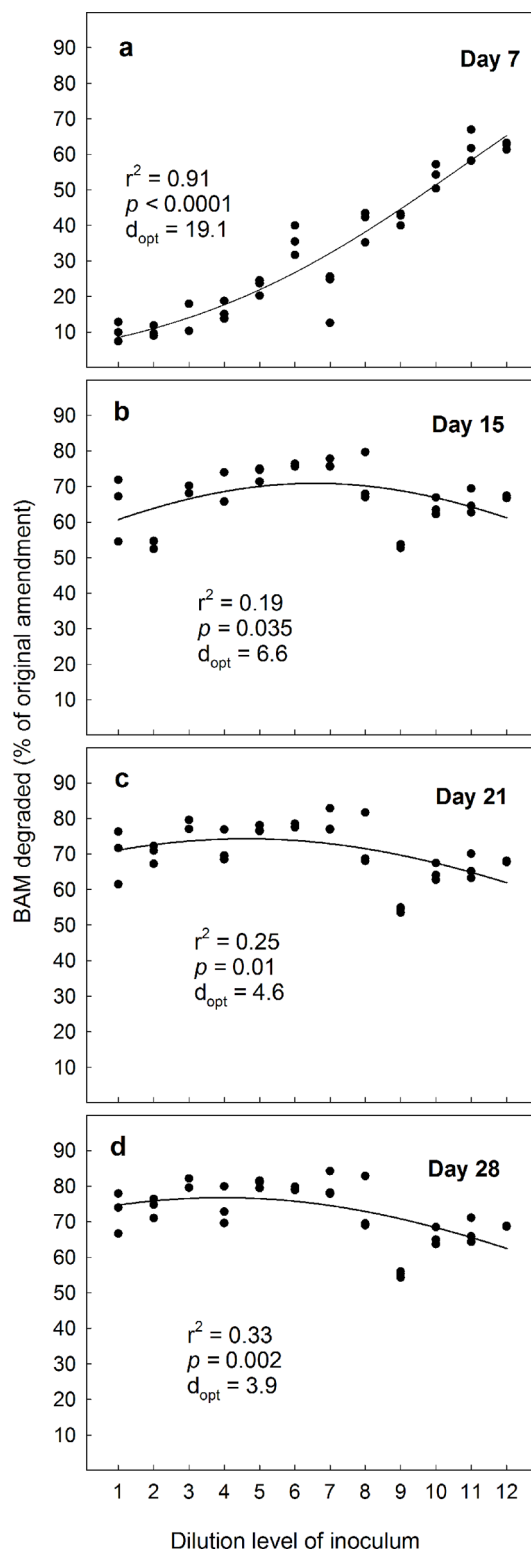 BAM degraded (% of original amendment)
a
Day 7
90
80
70
60
50
40
30
20
10
r² = 0.91
p < 0.0001
dopt = 19.1
b
Day 15
90
80
70
60
50
40
30
20
10
r² = 0.19
p = 0.035
dopt = 6.6
c
Day 21
90
80
70
60
50
40
30
20
10
r² = 0.25
p = 0.01
dopt = 4.6
d
Day 28
90
80
70
60
50
40
30
20
10
r² = 0.33
p = 0.002
dopt = 3.9
1 2 3 4 5 6 7 8 9 10 11 12
Dilution level of inoculum